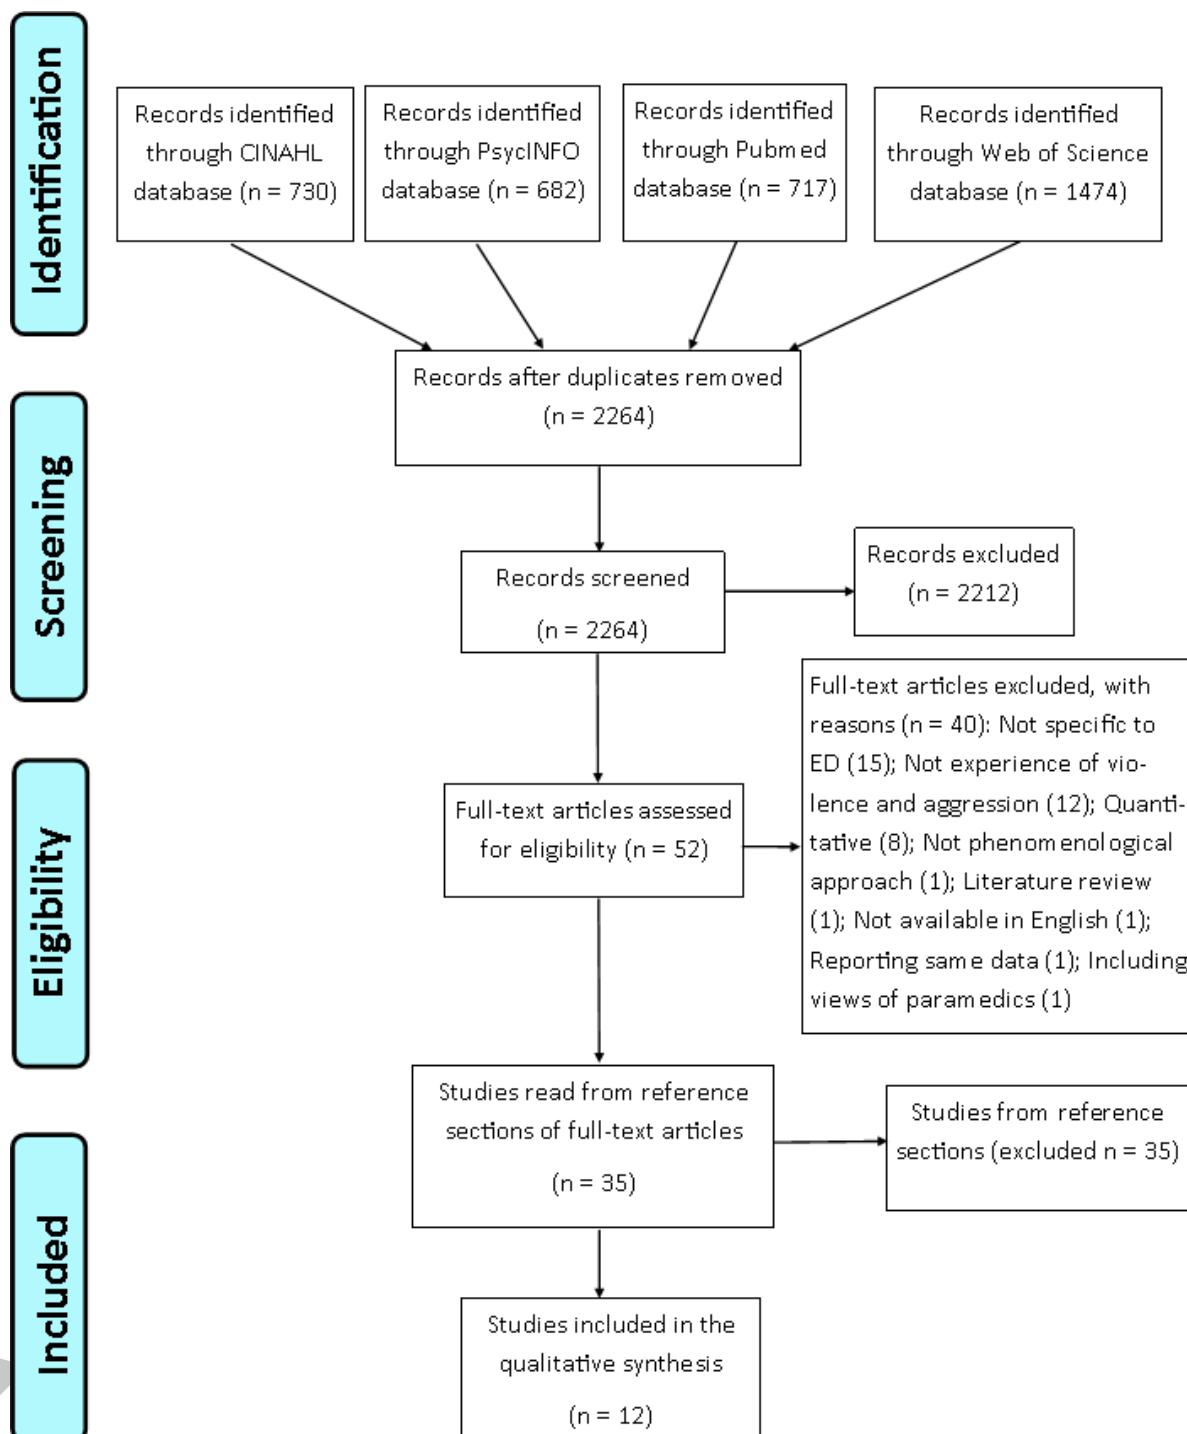 Identification
Records identified
through CINAHL
database (n = 730)
Records identified
through PsycINFO
database (n = 682)
Records identified
through Pubmed
database (n = 717)
Records identified
through Web of Science
database (n = 1474)
Records after duplicates removed
(n = 2264)
Screening
Records screened
(n = 2264)
Records excluded
(n = 2212)
Eligibility
Full-text articles assessed
for eligibility (n = 52)
Full-text articles excluded, with
reasons (n = 40): Not specific to
ED (15); Not experience of vio-
lence and aggression (12); Quanti-
tative (8); Not phenomenological
approach (1); Literature review
(1); Not available in English (1);
Reporting same data (1); Including
views of paramedics (1)
Studies read from reference
sections of full-text articles
(n = 35)
Studies from reference
sections (excluded n = 35)
Included
Studies included in the
qualitative synthesis
(n = 12)